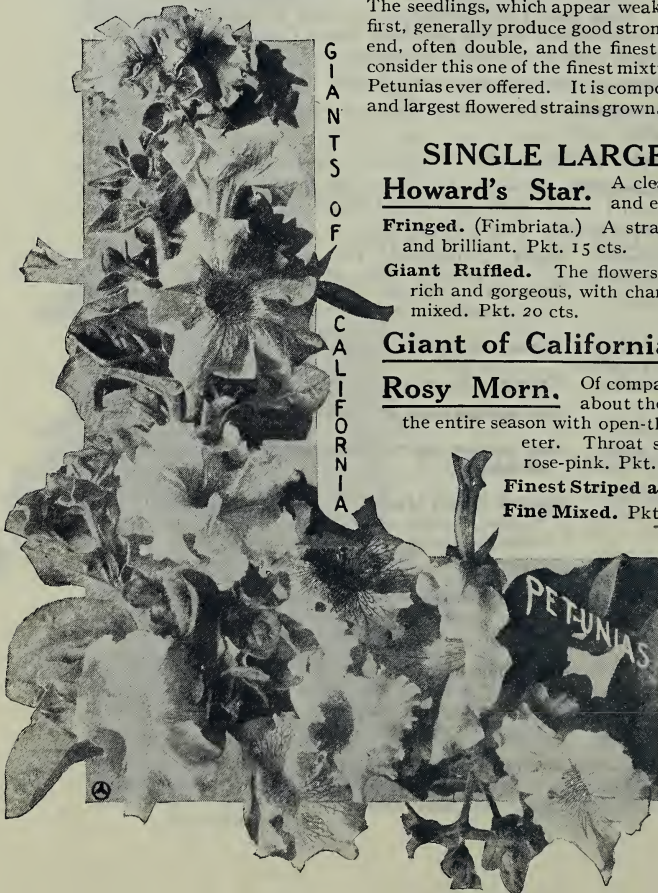 The seedlings, which appear weak
first, generally produce good stron
end, often double, and the finest
consider this one of the finest mixt
Petunias ever offered. It is compo
and largest flowered strains grown.
SINGLE LARGE
Howard's Star. A cle
and e
Fringed. (Fimbriata.) A stra
and brilliant. Pkt. 15 cts.
Giant Ruffled. The flowers
rich and gorgeous, with char
mixed. Pkt. 20 cts.
Giant of California
Rosy Morn. Of compa
about the
the entire season with open-th
eter. Throat s
rose-pink. Pkt.
Finest Striped a
Fine Mixed. Pkt
GIANTS OF CALIFORNIA
PETUNIAS